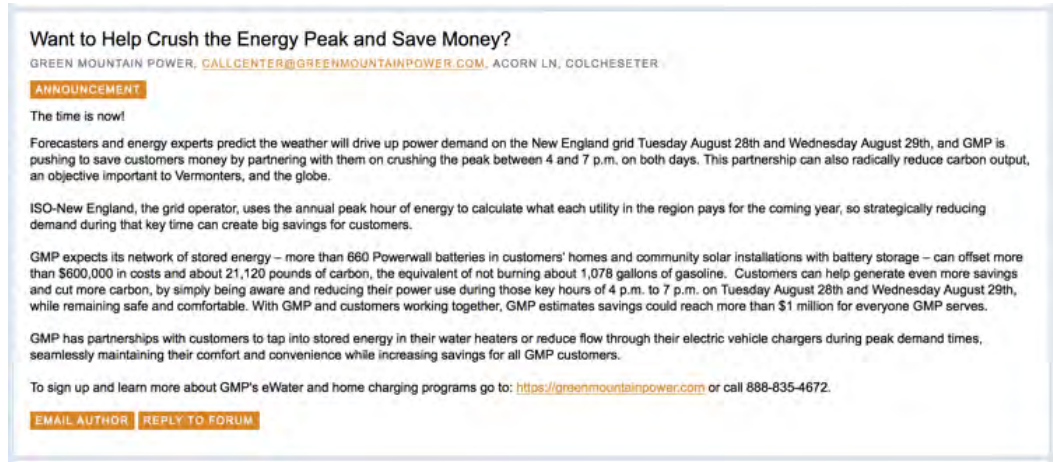 Want to Help Crush the Energy Peak and Save Money?
GREEN MOUNTAIN POWER, CALLCENTER@GREENMOUNTAINPOWER.COM, ACORN LN, COLCHESETER
ANNOUNCEMENT
The time is now!
Forecasters and energy experts predict the weather will drive up power demand on the New England grid Tuesday August 28th and Wednesday August 29th, and GMP is
pushing to save customers money by partnering with them on crushing the peak between 4 and 7 p.m. on both days. This partnership can also radically reduce carbon output,
an objective important to Vermonters, and the globe.
ISO-New England, the grid operator, uses the annual peak hour of energy to calculate what each utility in the region pays for the coming year, so strategically reducing
demand during that key time can create big savings for customers.
GMP expects its network of stored energy – more than 660 Powerwall batteries in customers' homes and community solar installations with battery storage – can offset more
than $600,000 in costs and about 21,120 pounds of carbon, the equivalent of not burning about 1,078 gallons of gasoline. Customers can help generate even more savings
and cut more carbon, by simply being aware and reducing their power use during those key hours of 4 p.m. to 7 p.m. on Tuesday August 28th and Wednesday August 29th,
while remaining safe and comfortable. With GMP and customers working together, GMP estimates savings could reach more than $1 million for everyone GMP serves.
GMP has partnerships with customers to tap into stored energy in their water heaters or reduce flow through their electric vehicle chargers during peak demand times,
seamlessly maintaining their comfort and convenience while increasing savings for all GMP customers.
To sign up and learn more about GMP's eWater and home charging programs go to: https://greenmountainpower.com or call 888-835-4672.
EMAIL AUTHOR REPLY TO FORUM